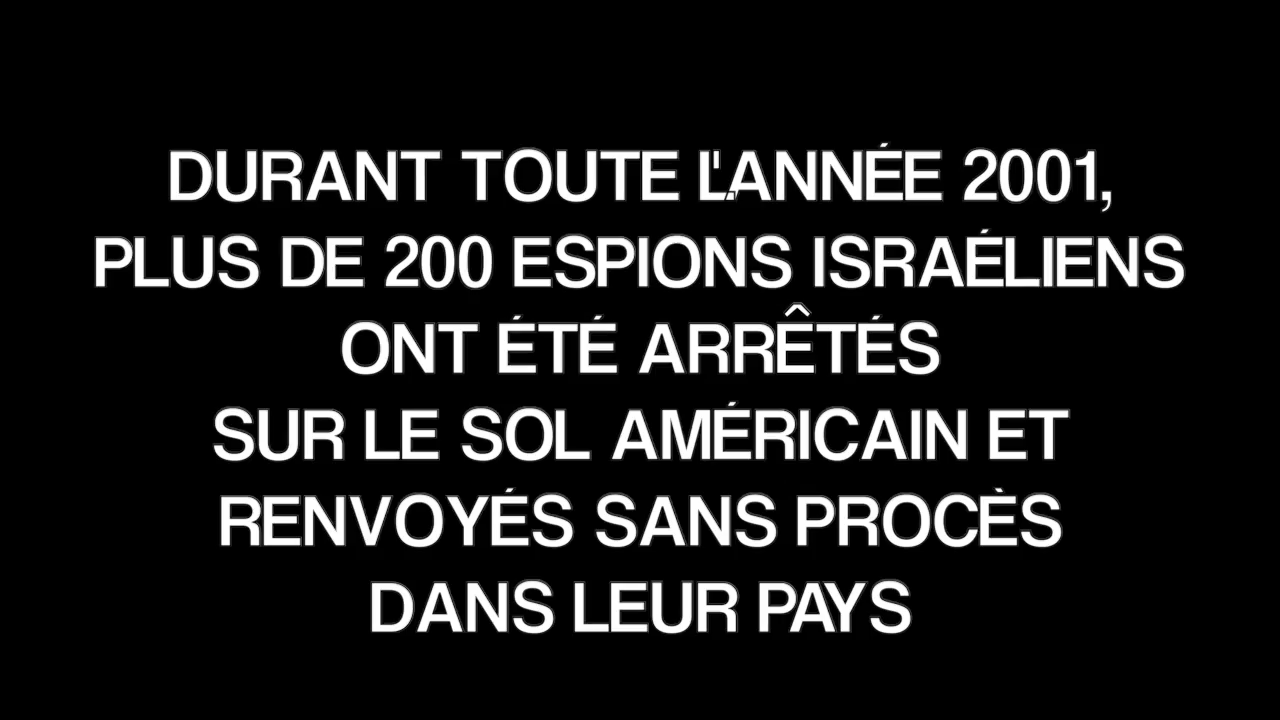 DURANT TOUTE L'ANNÉE 2001,
PLUS DE 200 ESPIONS ISRAÉLIENS
ONT ÉTÉ ARRÊTÉS
SUR LE SOL AMÉRICAIN ET
RENVOYÉS SANS PROCÈS
DANS LEUR PAYS